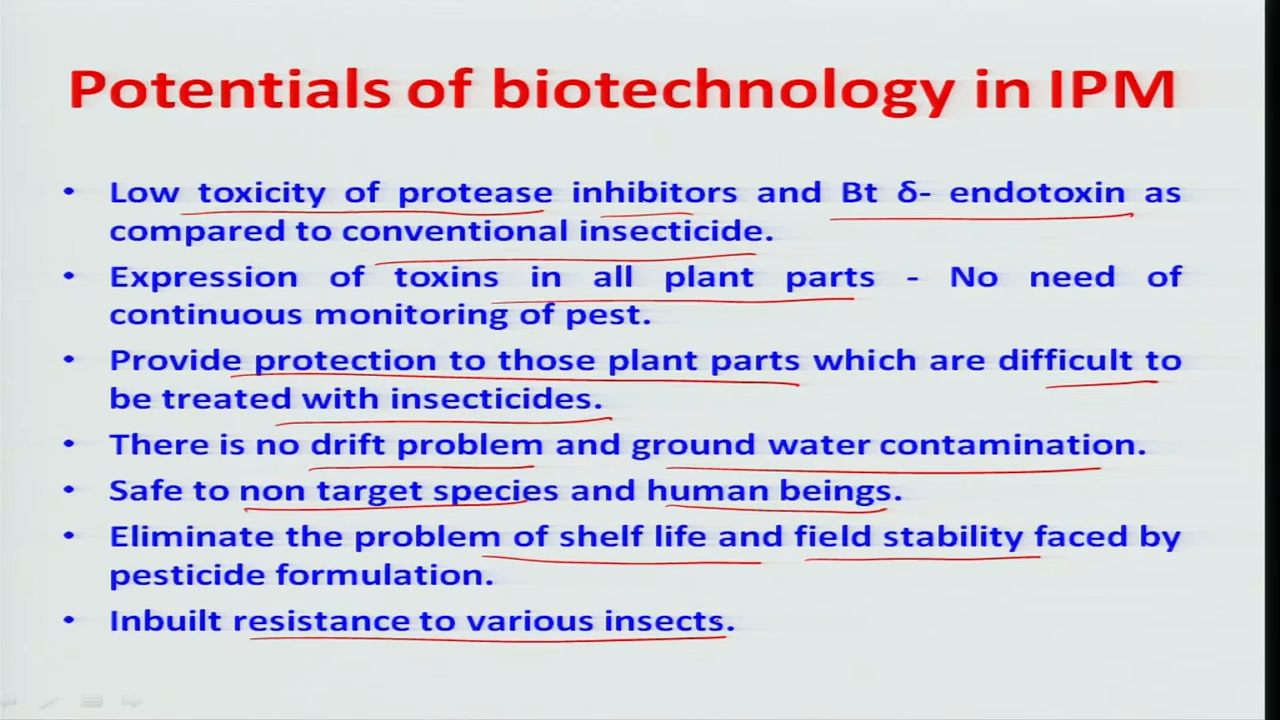 Potentials of biotechnology in IPM
• Low toxicity of protease inhibitors and Bt δ- endotoxin as
compared to conventional insecticide.
• Expression of toxins in all plant parts - No need of
continuous monitoring of pest.
• Provide protection to those plant parts which are difficult to
be treated with insecticides.
• There is no drift problem and ground water contamination.
• Safe to non target species and human beings.
• Eliminate the problem of shelf life and field stability faced by
pesticide formulation.
• Inbuilt resistance to various insects.